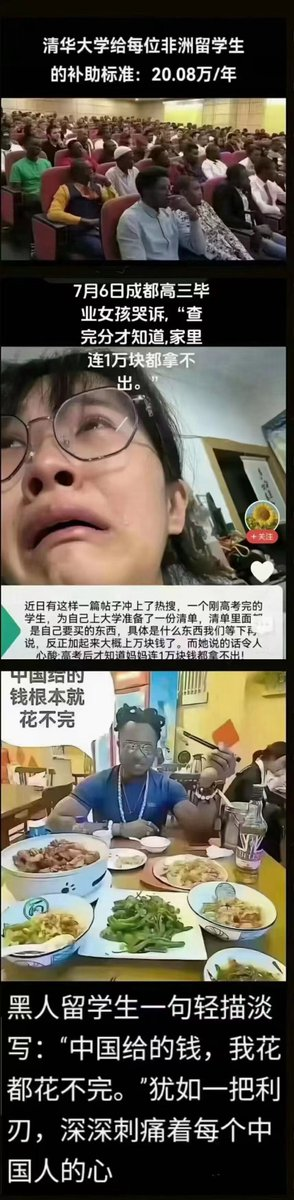 清华大学给每位非洲留学生
的补助标准：20.08万/年
7月6日成都高三毕
业女孩哭诉，“查
完分才知道,家里
连1万块都拿不
出。”
+关注
近日有这样一篇帖子冲上了热搜，一个刚高考完的
学生，为自己上大学准备了一份清单，清单里面
是自己要买的东西，具体是什么东西我们等下再
说，反正加起来大概上万块钱了。而她说的话令人
心酸:高考后才知道妈妈连1万块钱都拿不出！
中国给的
钱根本就
花不完
黑人留学生一句轻描淡
写：“中国给的钱，我花
都花不完。”犹如一把利
刃，深深刺痛着每个中
国人的心